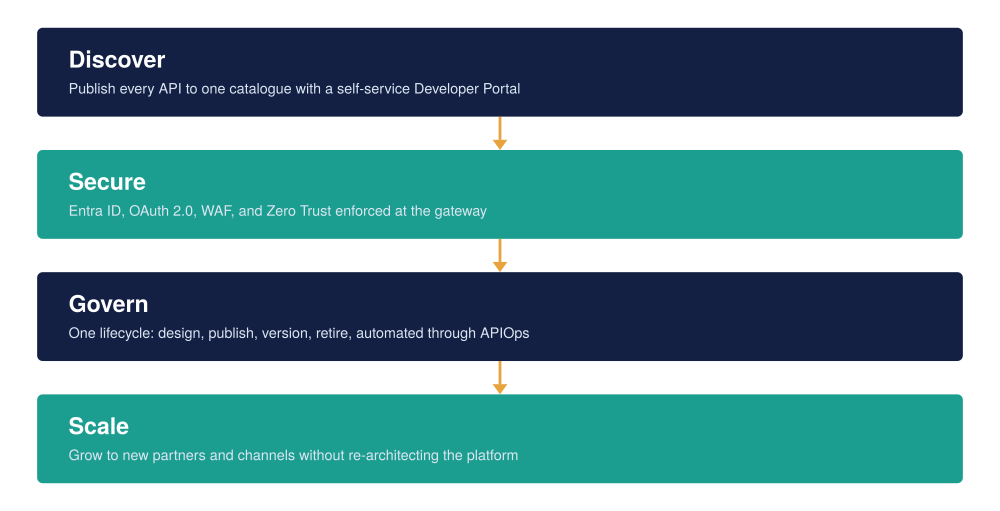 Discover
Publish every API to one catalogue with a self-service Developer Portal
Secure
Entra ID, OAuth 2.0, WAF, and Zero Trust enforced at the gateway
Govern
One lifecycle: design, publish, version, retire, automated through APIOps
Scale
Grow to new partners and channels without re-architecting the platform